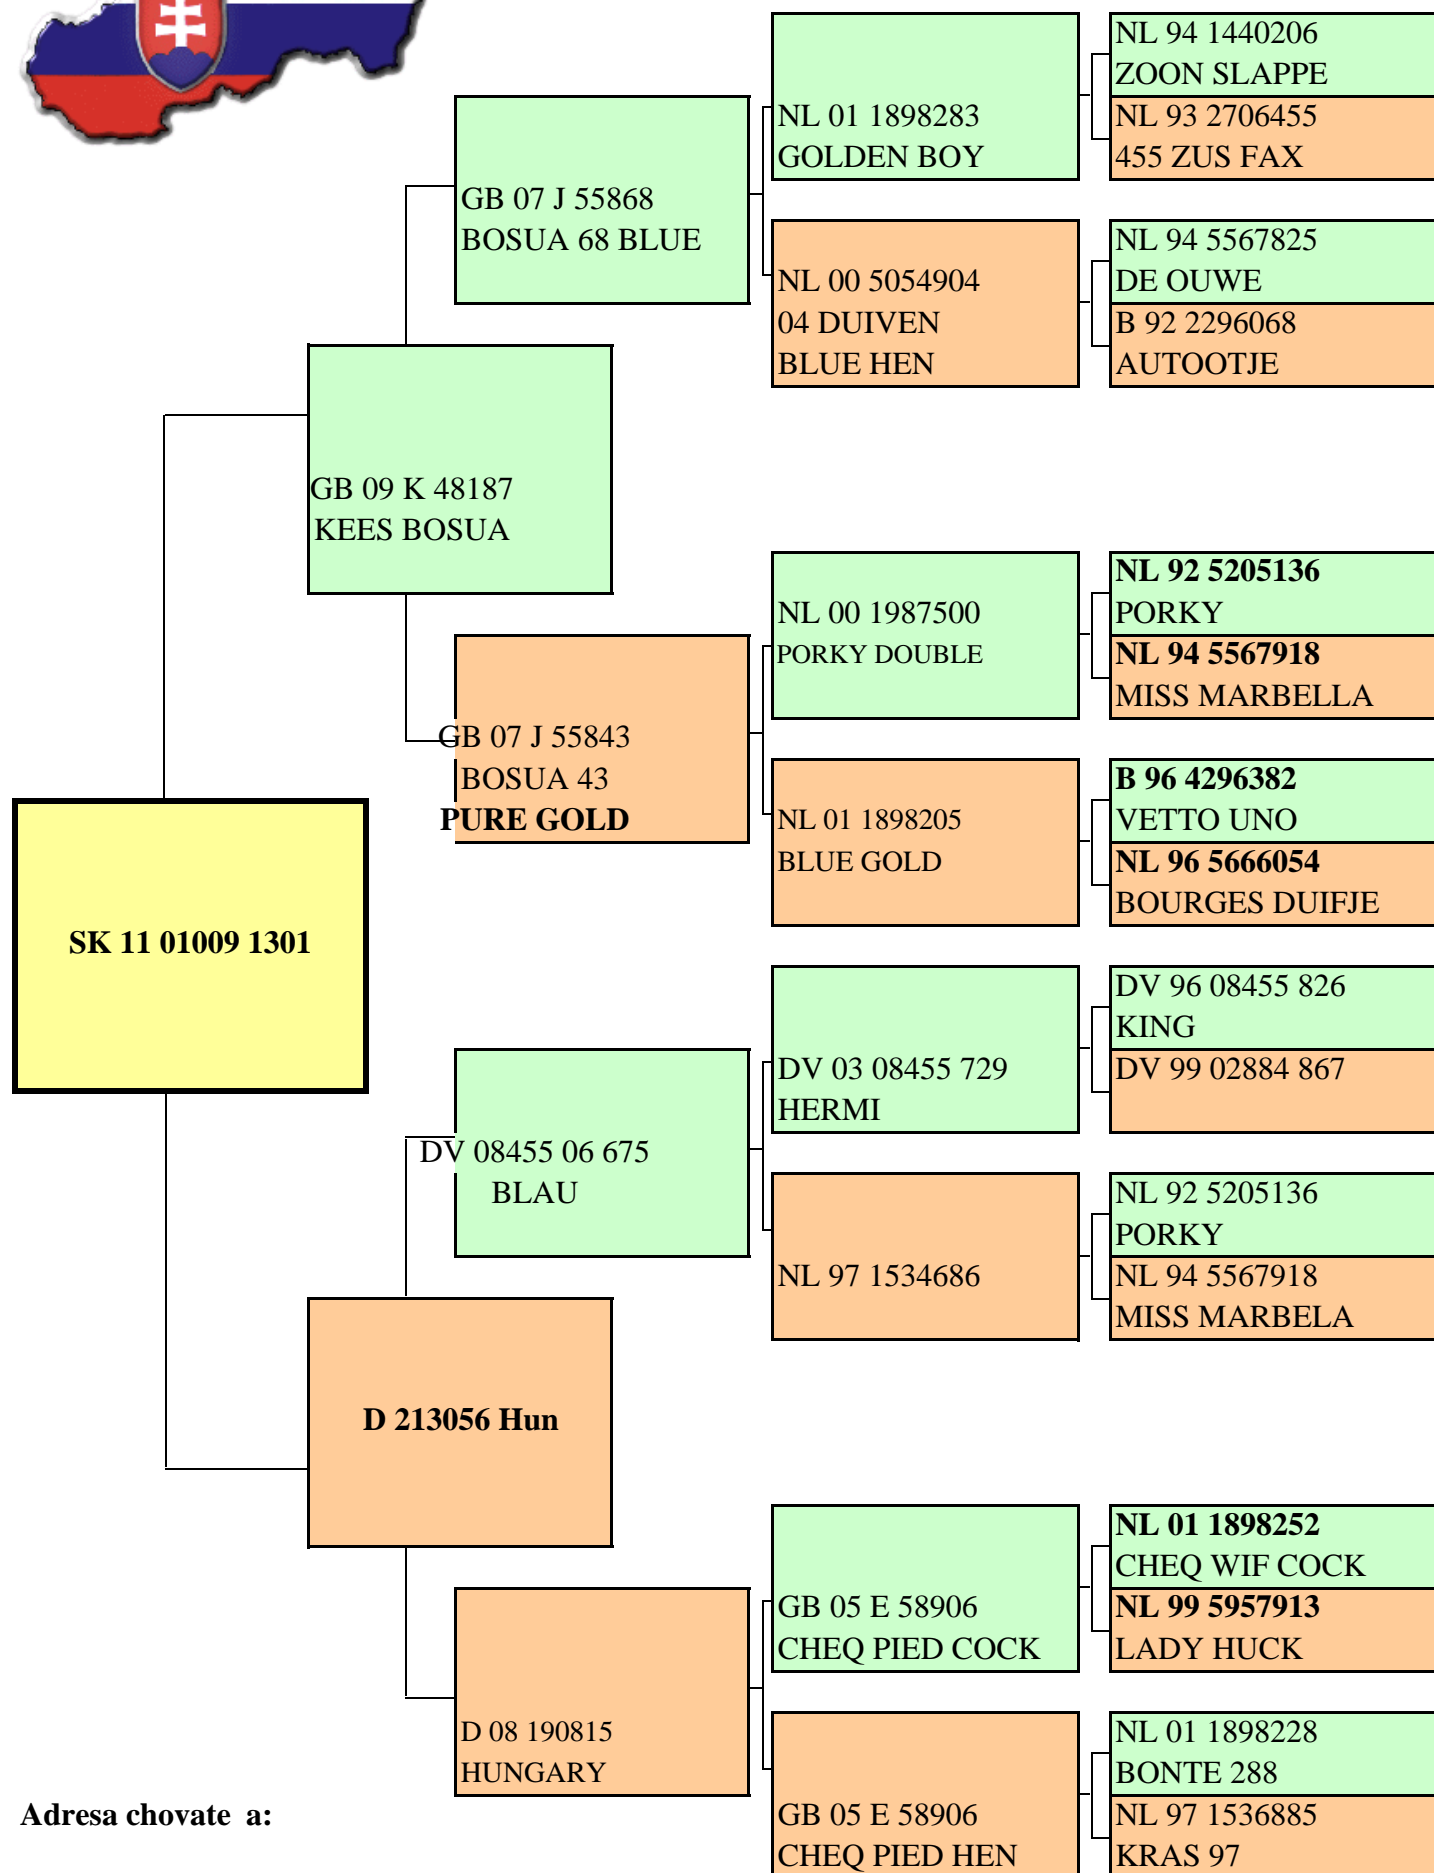 NL 94 1440206
ZOON SLAPPE
NL 93 2706455
455 ZUS FAX
NL 01 1898283
GOLDEN BOY
GB 07 J 55868
BOSUA 68 BLUE
NL 94 5567825
DE OUWE
B 92 2296068
AUTOOTJE
NL 00 5054904
04 DUIVEN
BLUE HEN
GB 09 K 48187
KEES BOSUA
NL 92 5205136
PORKY
NL 94 5567918
MISS MARBELLA
NL 00 1987500
PORKY DOUBLE
GB 07 J 55843
BOSUA 43
PURE GOLD
B 96 4296382
VETTO UNO
NL 96 5666054
BOURGES DUIFJE
NL 01 1898205
BLUE GOLD
SK 11 01009 1301
DV 96 08455 826
KING
DV 99 02884 867
DV 03 08455 729
HERMI
DV 08455 06 675
BLAU
NL 92 5205136
PORKY
NL 94 5567918
MISS MARBELA
NL 97 1534686
D 213056 Hun
NL 01 1898252
CHEQ WIF COCK
NL 99 5957913
LADY HUCK
GB 05 E 58906
CHEQ PIED COCK
D 08 190815
HUNGARY
NL 01 1898228
BONTE 288
NL 97 1536885
KRAS 97
GB 05 E 58906
CHEQ PIED HEN
Adresa chovate a: